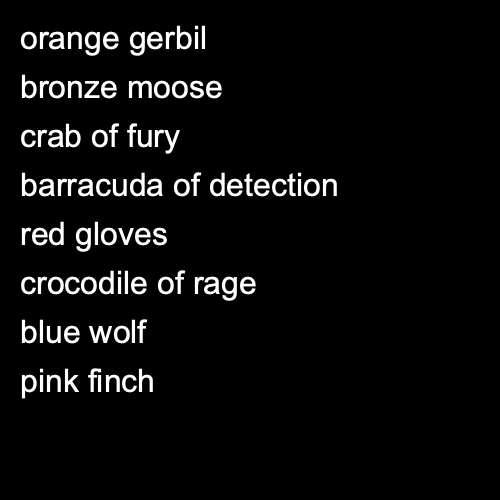 orange gerbil
bronze moose
crab of fury
barracuda of detection
red gloves
crocodile of rage
blue wolf
pink finch